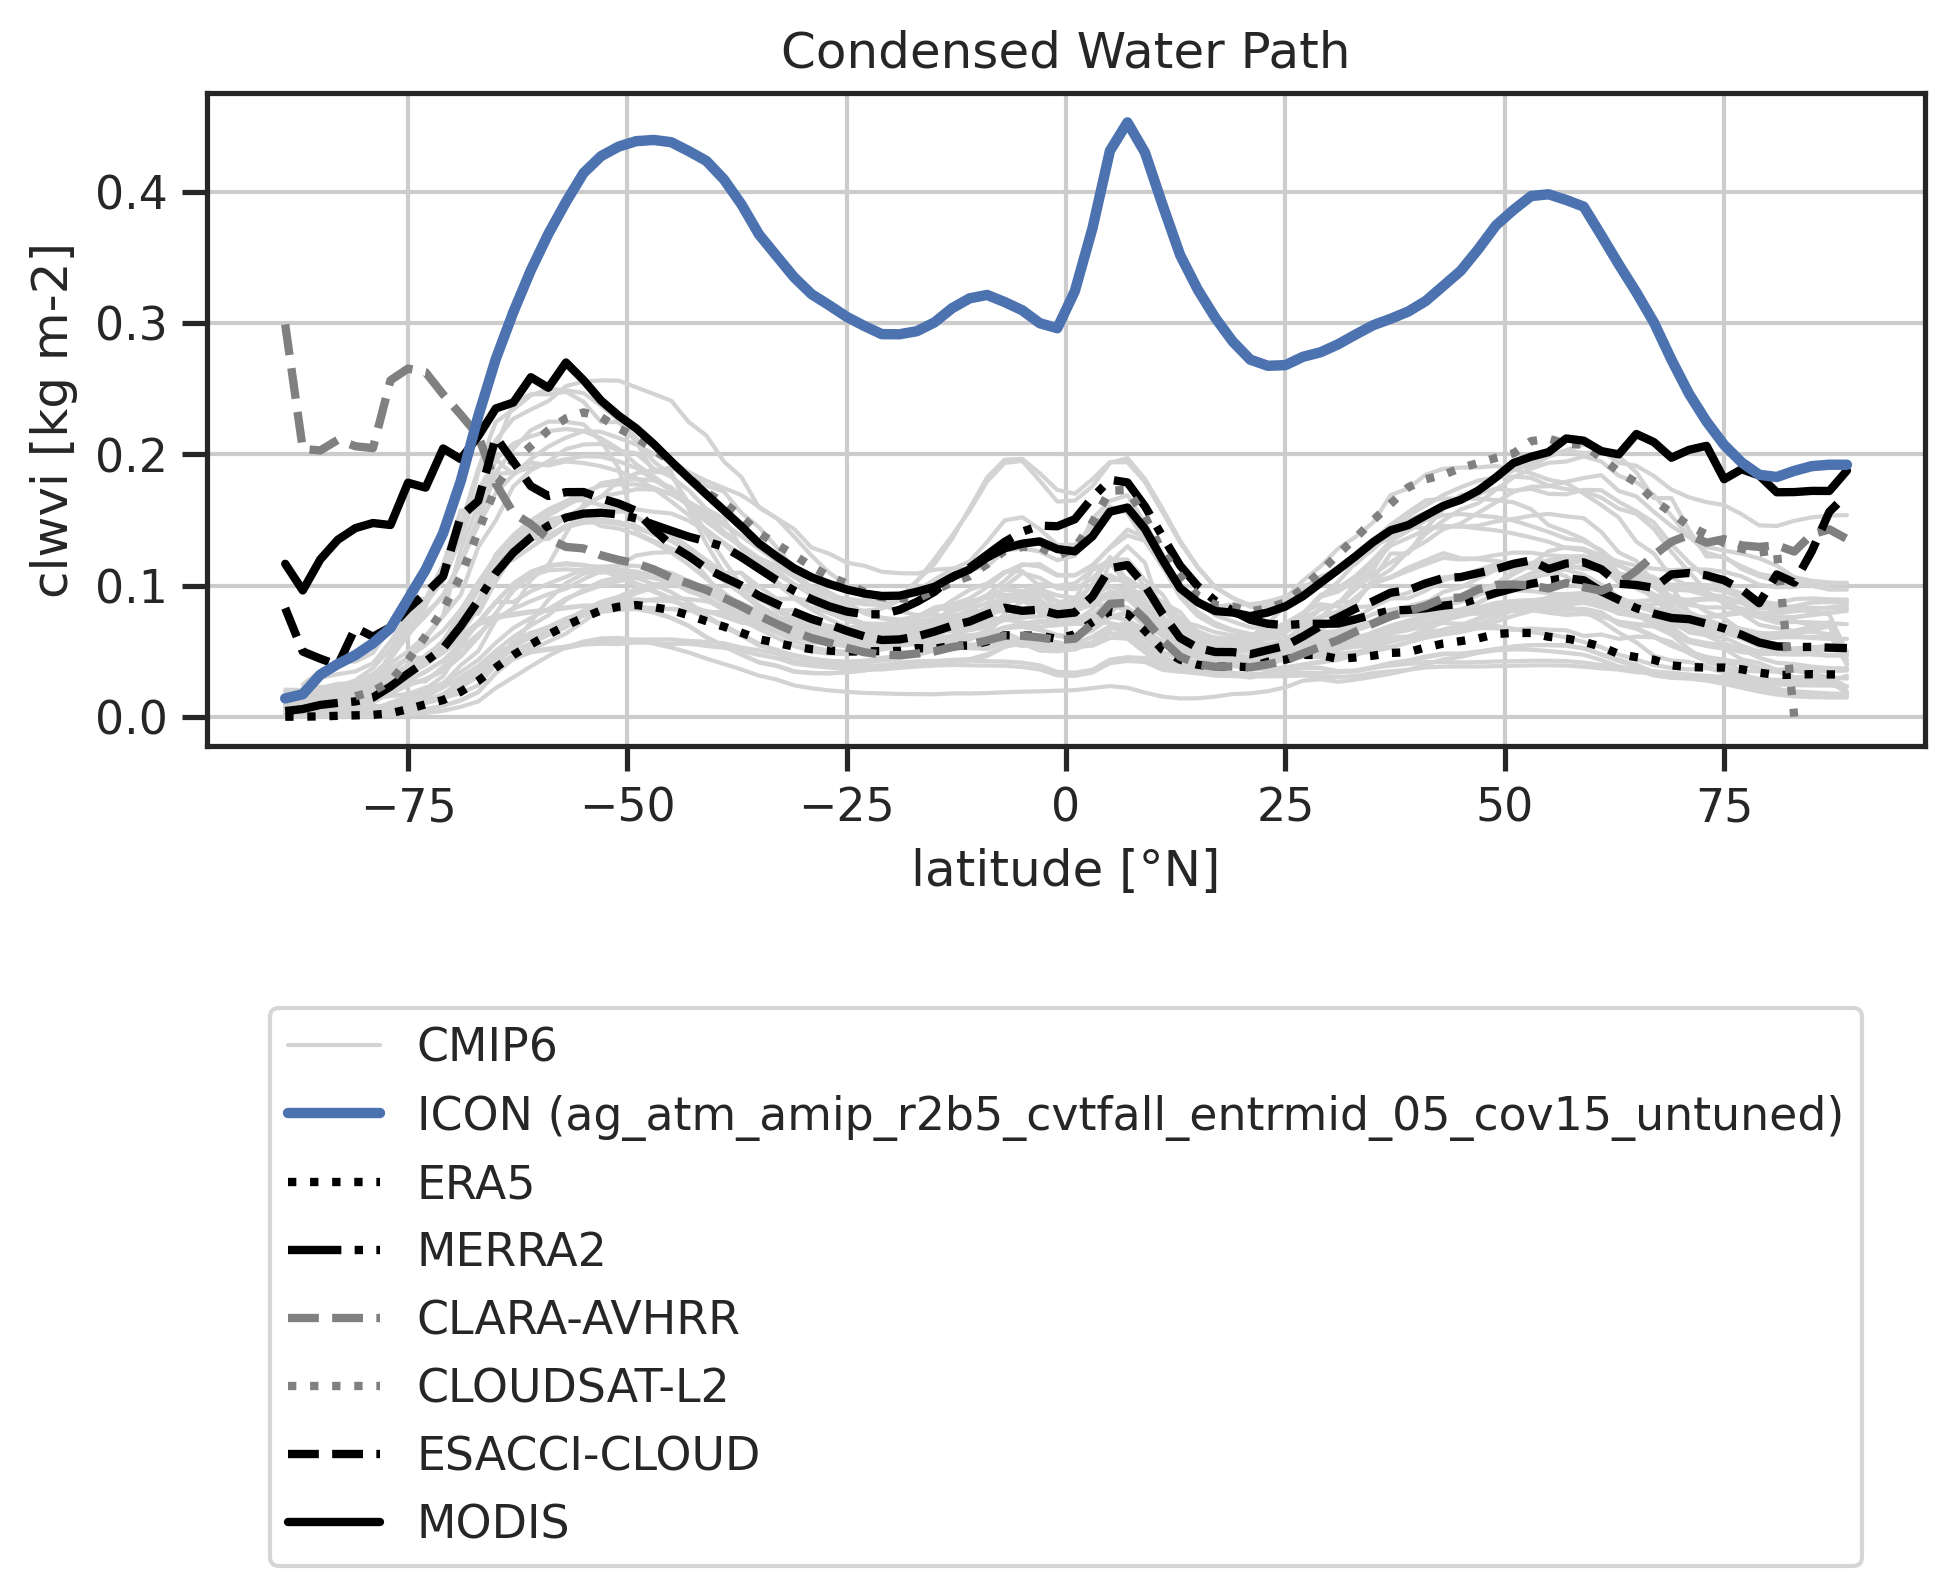 Condensed Water Path
clwvi [kg m-2]
0.4
0.3
0.2
0.1
0.0
−75 −50 −25 0 25 50 75
latitude [°N]
CMIP6
ICON (ag_atm_amip_r2b5_cvtfall_entrmid_05_cov15_untuned)
ERA5
MERRA2
CLARA-AVHRR
CLOUDSAT-L2
ESACCI-CLOUD
MODIS